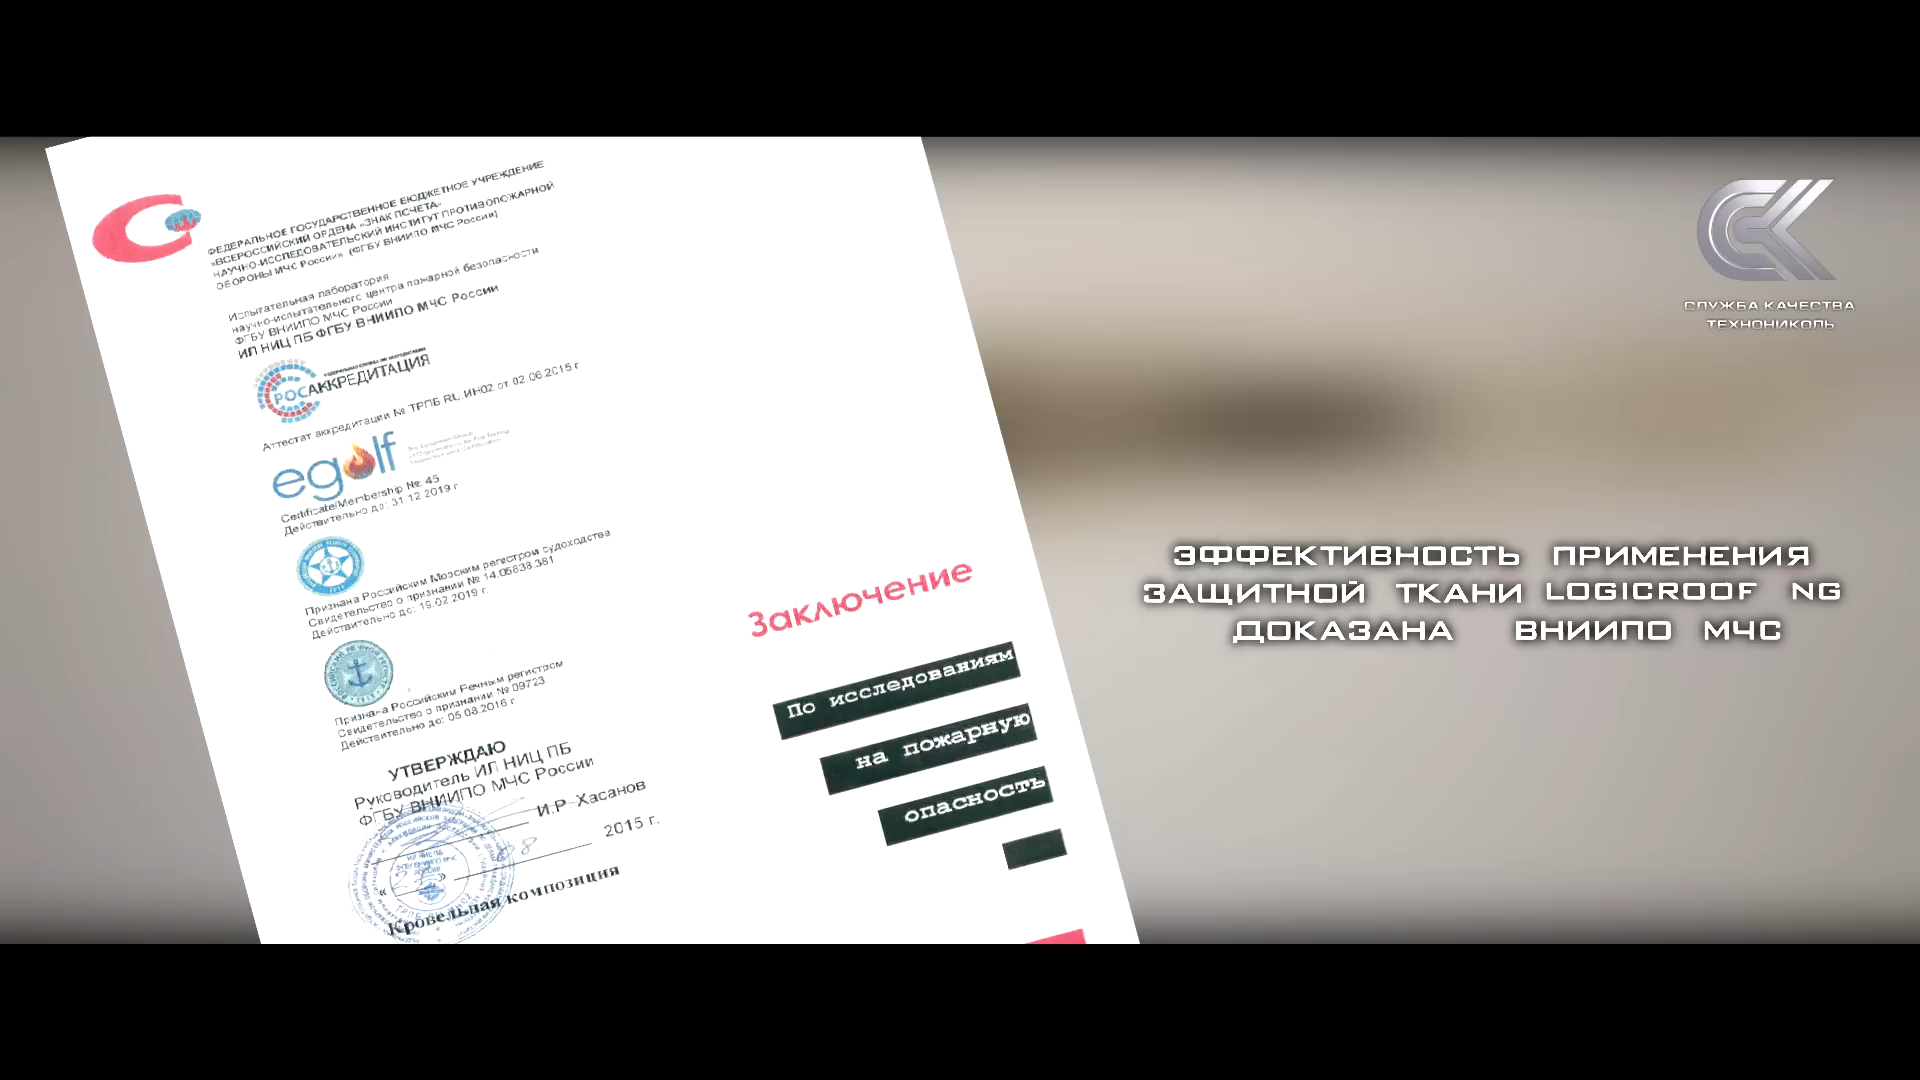 ФЕДЕРАЛЬНОЕ ГОСУДАРСТВЕННОЕ БЮДЖЕТНОЕ УЧРЕЖДЕНИЕ
«ВСЕРОССИЙСКИЙ ОРДЕНА «ЗНАК ПОЧЕТА»
НАУЧНО-ИССЛЕДОВАТЕЛЬСКИЙ ИНСТИТУТ ПРОТИВОПОЖАРНОЙ
ОБОРОНЫ МЧС России» (ФГБУ ВНИИПО МЧС России)
Испытательная лаборатория
научно-испытательного центра пожарной безопасности
ФГБУ ВНИИПО МЧС России
ИЛ НИЦ ПБ ФГБУ ВНИИПО МЧС России
РОСАККРЕДИТАЦИЯ
Аттестат аккредитации № ТРПБ.RU.ИН02 от 02.06.2015 г.
egolf
Certificate/Membership №: 45
Действительно до: 31.12.2019 г
Признана Российским Морским регистром судоходства
Свидетельство о признании № 14.05838.381
Действительно до: 19.02.2019 г.
Признана Российским Речным регистром
Свидетельство о признании № 09723
Действительно до: 05.08.2016 г
УТВЕРЖДАЮ
Руководитель ИЛ НИЦ ПБ
ФГБУ ВНИИПО МЧС России
И.Р. Хасанов
2015 г.
Кровельная композиция
Заключение
По исследованиям
на пожарную
опасность
СЛУЖБА КАЧЕСТВА
ТЕХНОНИКОЛЬ
ЭФФЕКТИВНОСТЬ ПРИМЕНЕНИЯ
ЗАЩИТНОЙ ТКАНИ LOGICROOF NG
ДОКАЗАНА ВНИИПО МЧС